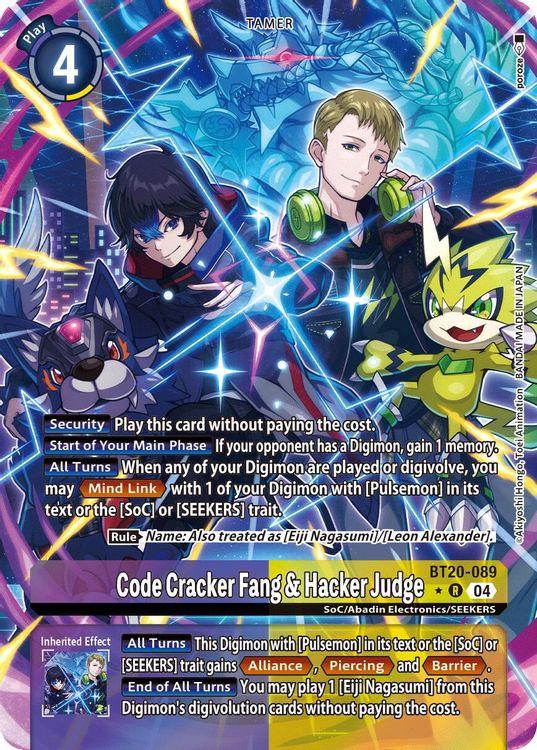 TAMER
Play
4
poroze
Security Play this card without paying the cost.
Start of Your Main Phase If your opponent has a Digimon, gain 1 memory.
All Turns When any of your Digimon are played or digivolve, you
may Mind Link with 1 of your Digimon with [Pulsemon] in its
text or the [SoC] or [SEEKERS] trait.
Rule Name: Also treated as [Eiji Nagasumi]/[Leon Alexander].
©Akiyoshi Hongo, Toei Animation BANDAI MADE IN JAPAN
Code Cracker Fang & Hacker Judge
BT20-089
R 04
SoC/Abadin Electronics/SEEKERS
Inherited Effect
All Turns This Digimon with [Pulsemon] in its text or the [SoC] or
[SEEKERS] trait gains Alliance, Piercing and Barrier.
End of All Turns You may play 1 [Eiji Nagasumi] from this
Digimon's digivolution cards without paying the cost.